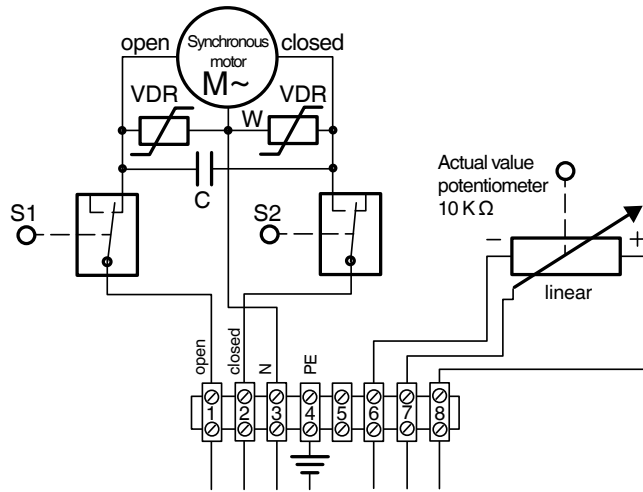 open
Synchronous
motor
M~
closed
VDR
W
VDR
C
S1
S2
Actual value
potentiometer
10 K Ω
− +
linear
open
closed
N
PE
1 2 3 4 5 6 7 8